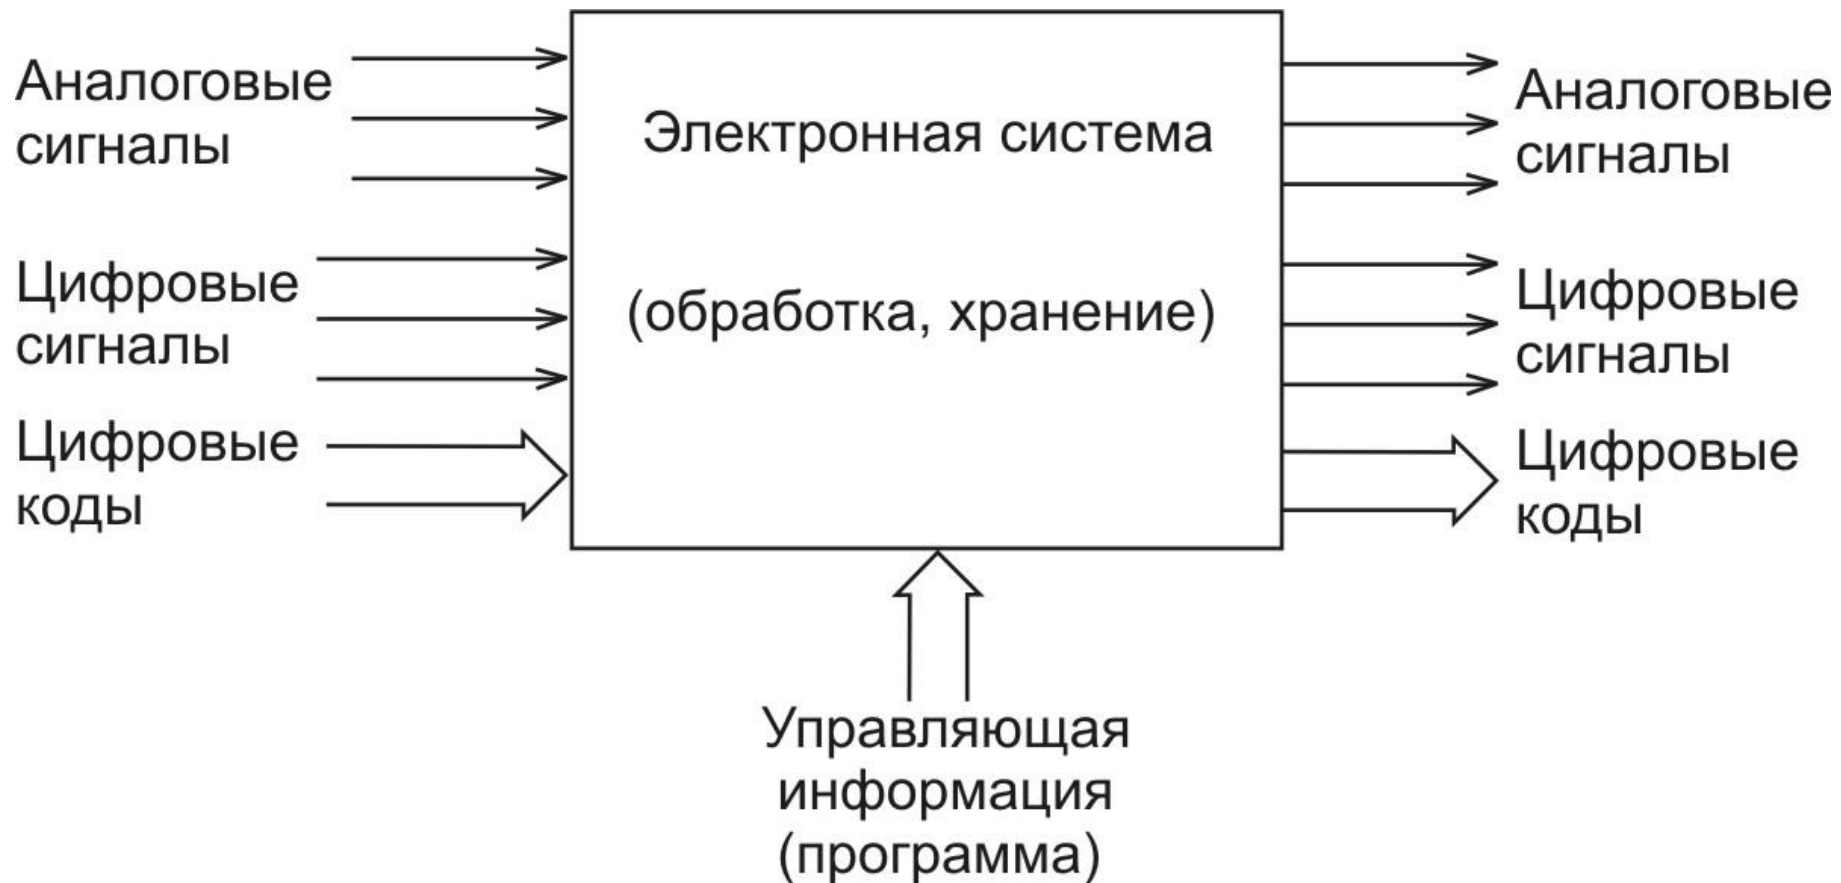 Аналоговые
сигналы
Цифровые
сигналы
Цифровые
коды
Электронная система
(обработка, хранение)
Аналоговые
сигналы
Цифровые
сигналы
Цифровые
коды
Управляющая
информация
(программа)